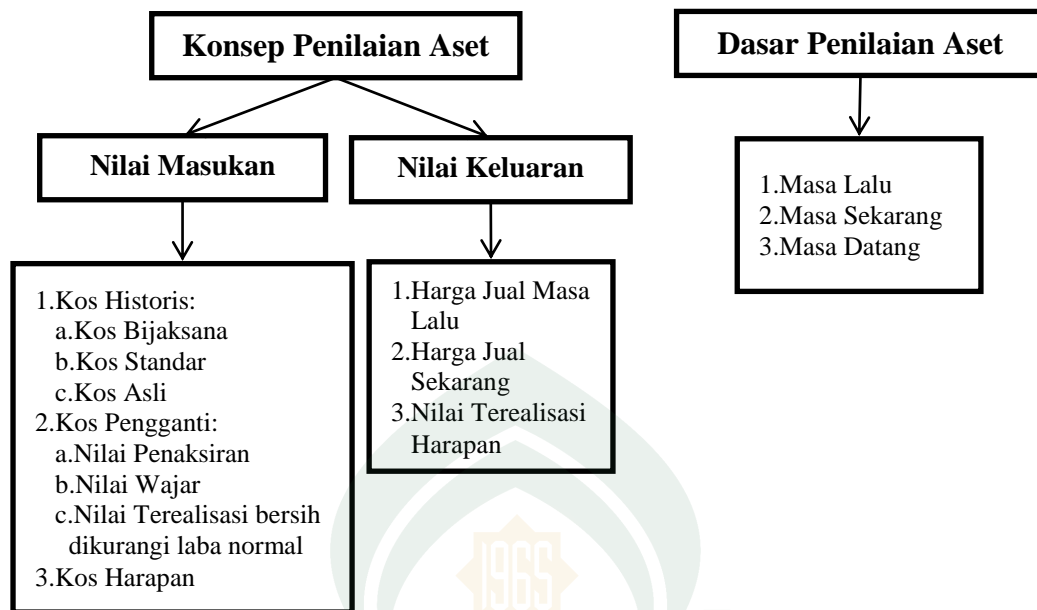 Konsep Penilaian Aset
Dasar Penilaian Aset
Nilai Masukan
Nilai Keluaran
1.Masa Lalu
2.Masa Sekarang
3.Masa Datang
1.Kos Historis:
a.Kos Bijaksana
b.Kos Standar
c.Kos Asli
2.Kos Pengganti:
a.Nilai Penaksiran
b.Nilai Wajar
c.Nilai Terealisasi bersih
dikurangi laba normal
3.Kos Harapan
1.Harga Jual Masa
Lalu
2.Harga Jual
Sekarang
3.Nilai Terealisasi
Harapan
1965